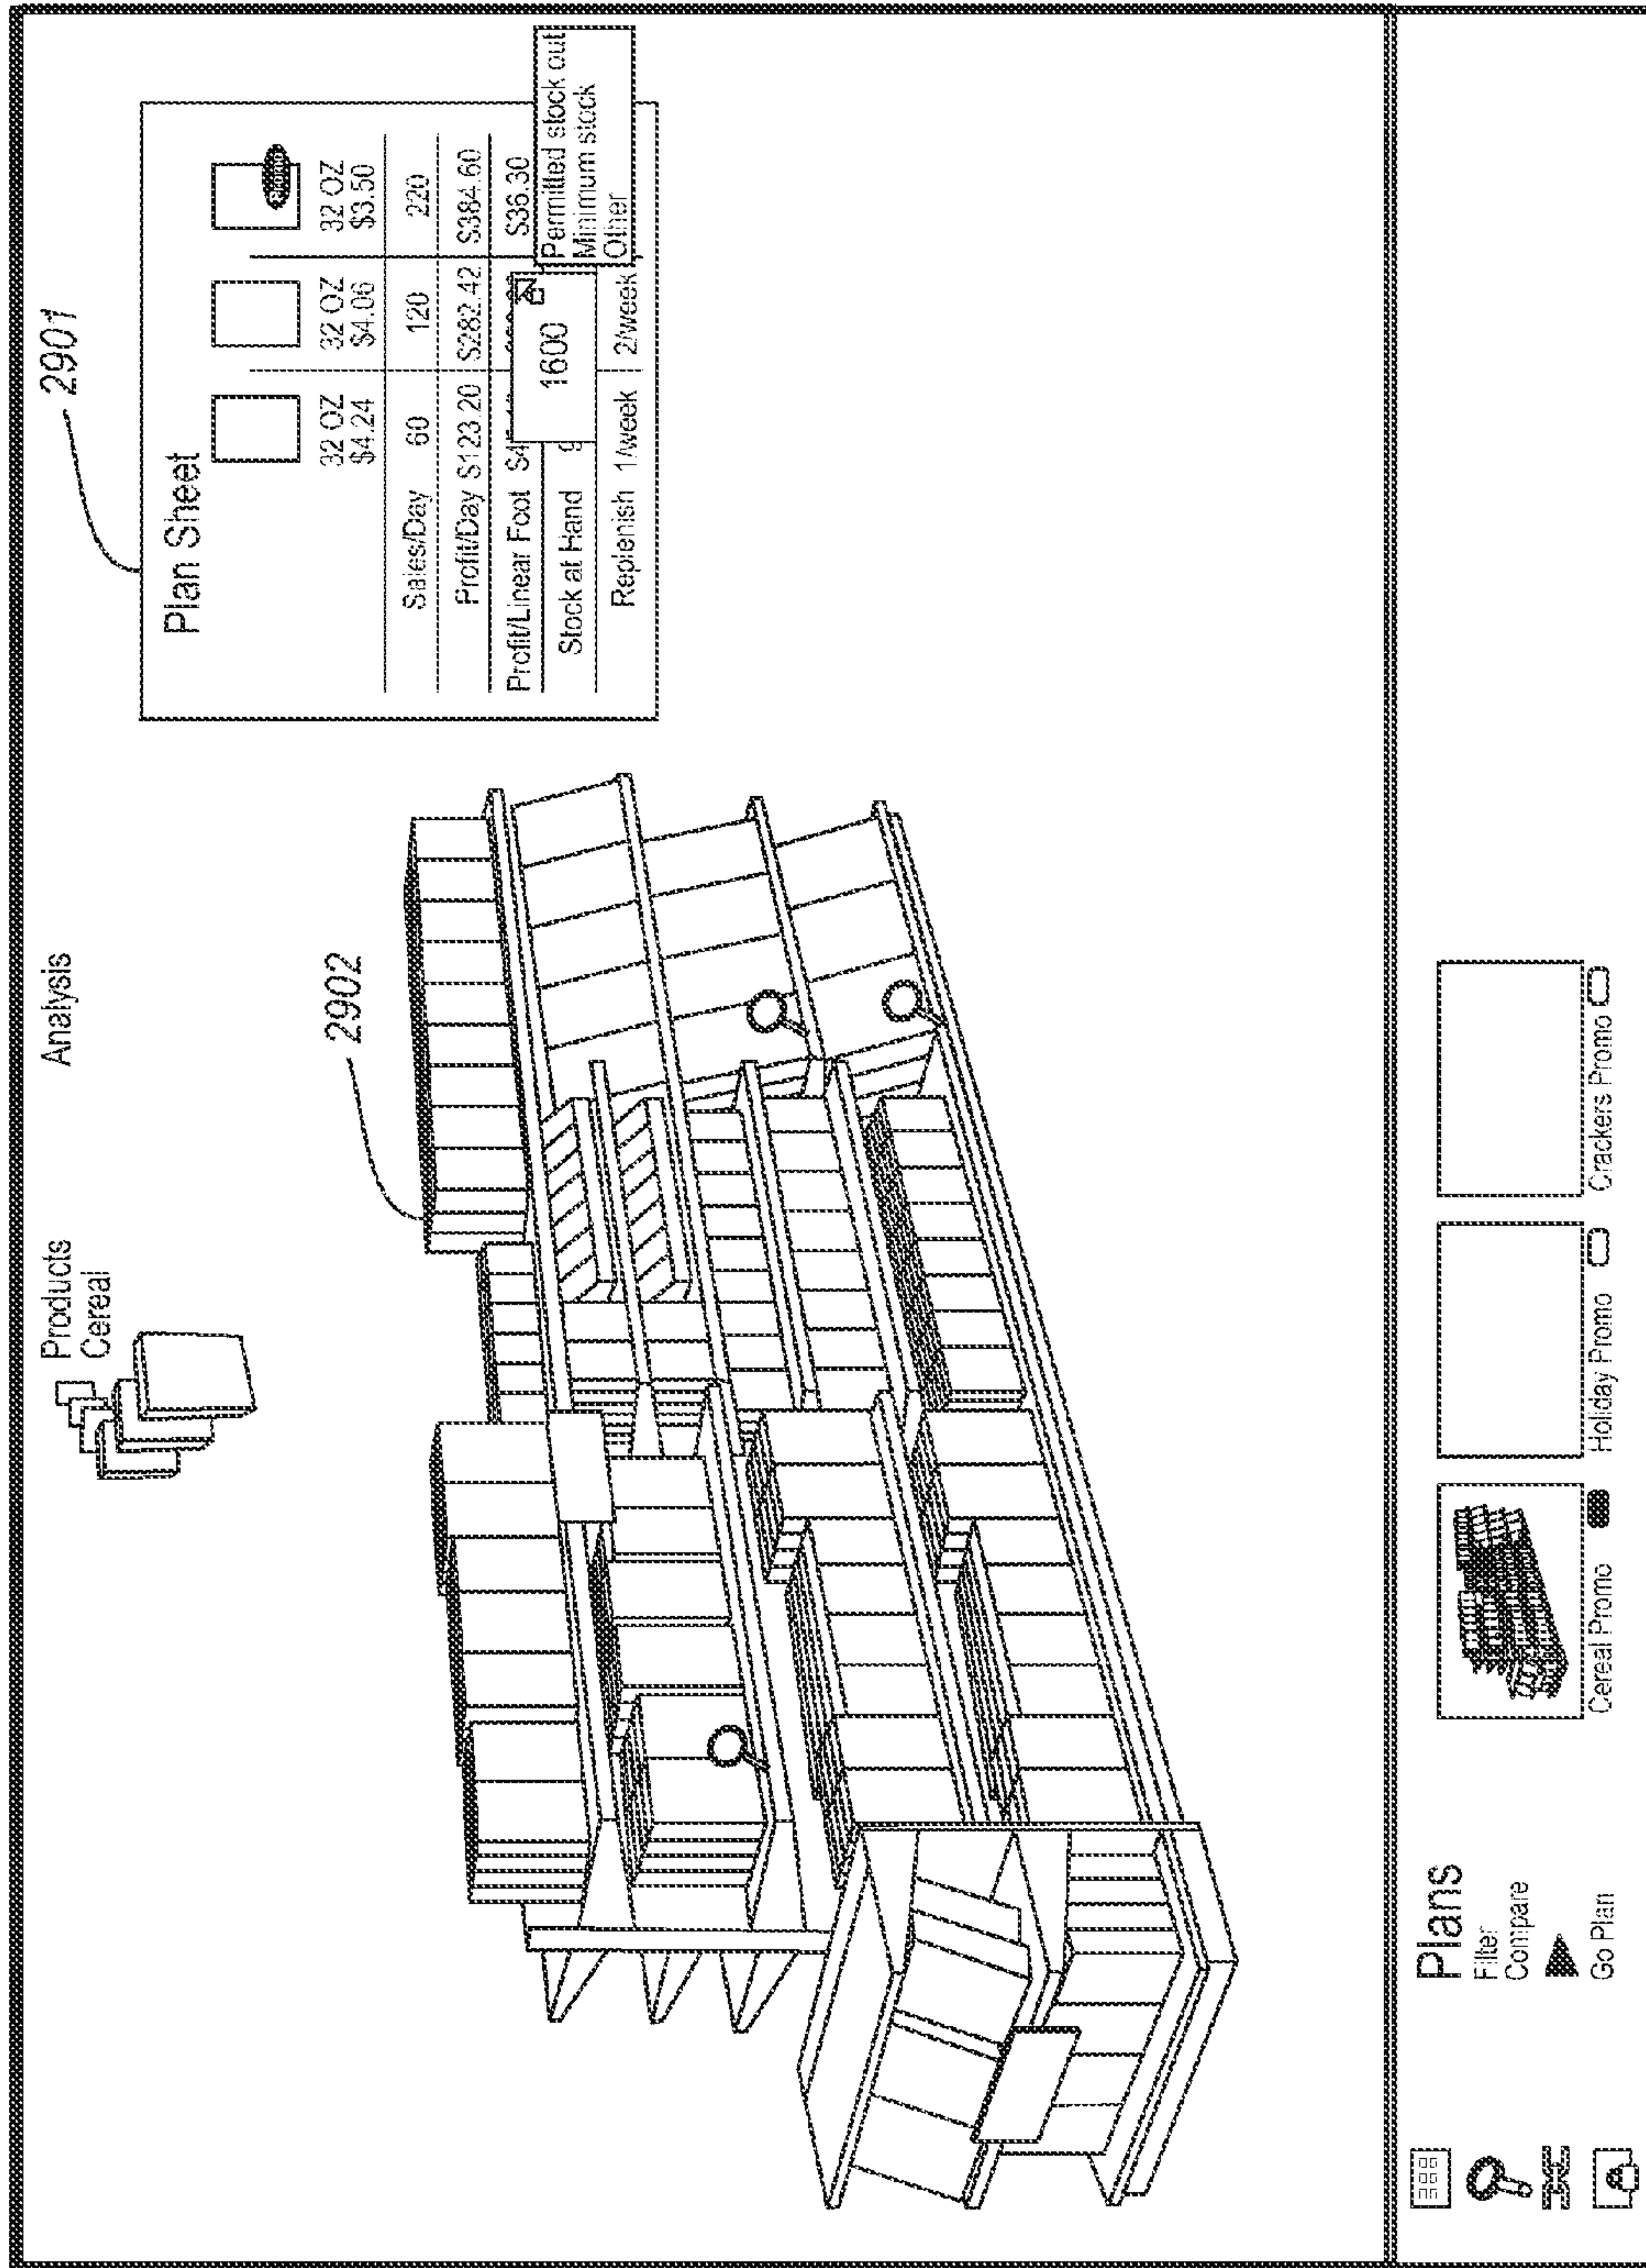 Products
Cereal
Analysis
2901
2902
Plan Sheet
32 OZ 32 OZ 32 OZ
$4.24 $4.06 $3.50
Sales/Day 60 120 220
Profit/Day $123.20 $282.42 $384.60
Profit/Linear Foot $36.30
Stock at Hand 1600
Replenish 1/week 2/week
Permitted stock out
Minimum stock
Other
Plans
Filter
Compare
Go Plan
Cereal Promo
Holiday Promo
Crackers Promo